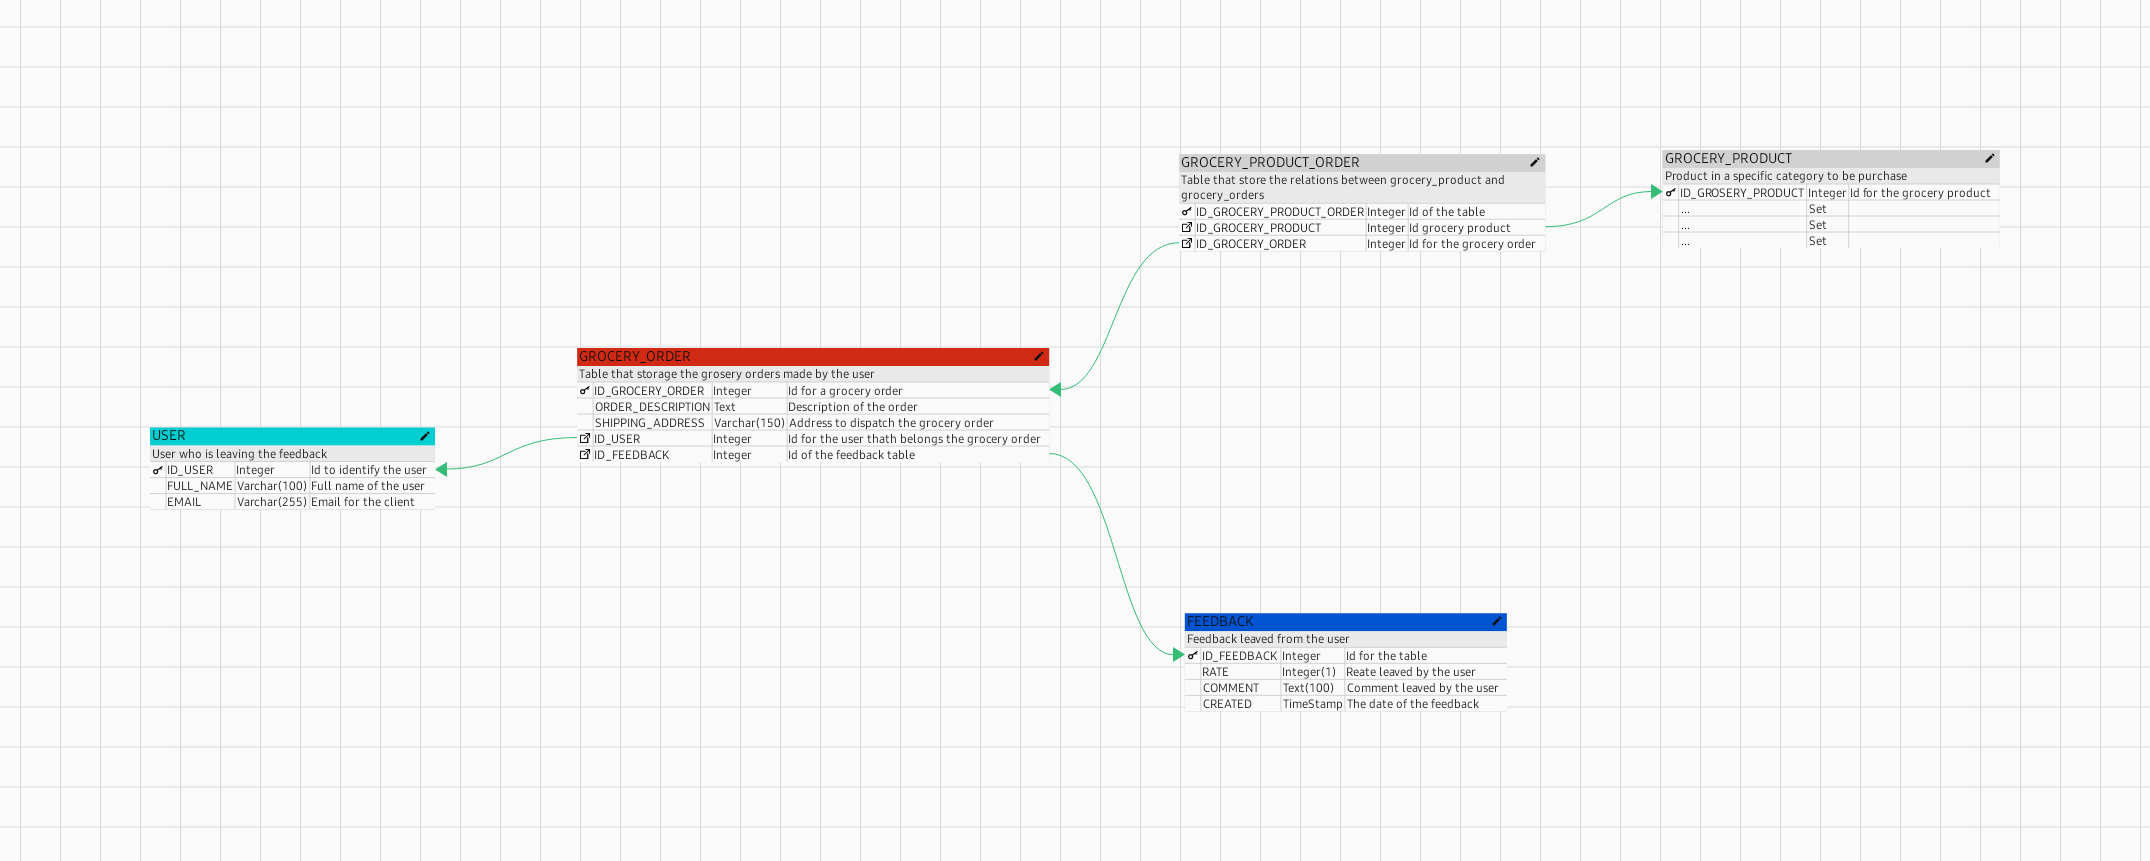 GROCERY_PRODUCT_ORDER
Table that store the relations between grocery_product and
grocery_orders
ID_GROCERY_PRODUCT_ORDER Integer Id of the table
ID_GROCERY_PRODUCT Integer Id grocery product
ID_GROCERY_ORDER Integer Id for the grocery order
GROCERY_PRODUCT
Product in a specific category to be purchase
ID_GROSERY_PRODUCT Integer Id for the grocery product
... Set
... Set
... Set
GROCERY_ORDER
Table that storage the grosery orders made by the user
ID_GROCERY_ORDER Integer Id for a grocery order
ORDER_DESCRIPTION Text Description of the order
SHIPPING_ADDRESS Varchar(150) Address to dispatch the grocery order
ID_USER Integer Id for the user thath belongs the grocery order
ID_FEEDBACK Integer Id of the feedback table
USER
User who is leaving the feedback
ID_USER Integer Id to identify the user
FULL_NAME Varchar(100) Full name of the user
EMAIL Varchar(255) Email for the client
FEEDBACK
Feedback leaved from the user
ID_FEEDBACK Integer Id for the table
RATE Integer(1) Reate leaved by the user
COMMENT Text(100) Comment leaved by the user
CREATED TimeStamp The date of the feedback